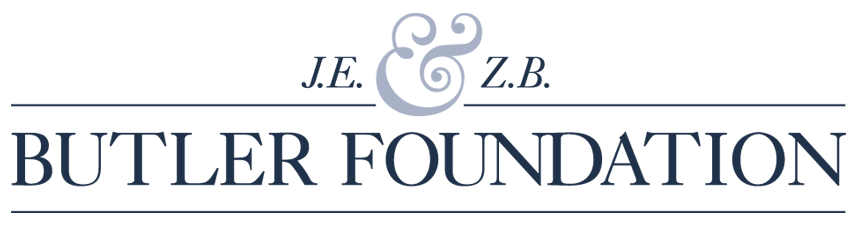 J.E. & Z.B.
BUTLER FOUNDATION